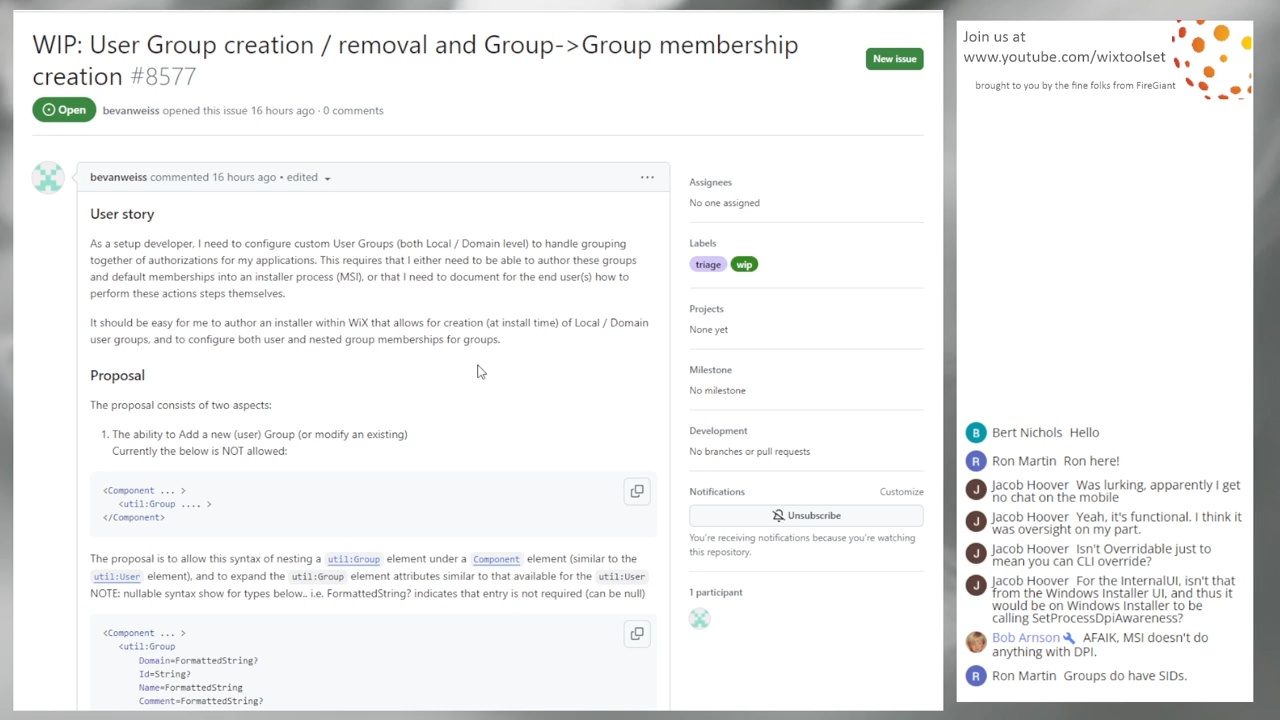 WIP: User Group creation / removal and Group->Group membership
creation #8577
New issue
Open
bevanweiss opened this issue 16 hours ago · 0 comments
bevanweiss commented 16 hours ago • edited
User story
As a setup developer, I need to configure custom User Groups (both Local / Domain level) to handle grouping
together of authorizations for my applications. This requires that I either need to be able to author these groups
and default memberships into an installer process (MSI), or that I need to document for the end user(s) how to
perform these actions steps themselves.
It should be easy for me to author an installer within WiX that allows for creation (at install time) of Local / Domain
user groups, and to configure both user and nested group memberships for groups.
Proposal
The proposal consists of two aspects:
1. The ability to Add a new (user) Group (or modify an existing)
Currently the below is NOT allowed:
<Component ... >
<util:Group .... >
</Component>
The proposal is to allow this syntax of nesting a util:Group element under a Component element (similar to the
util:User element), and to expand the util:Group element attributes similar to that available for the util:User
NOTE: nullable syntax show for types below.. i.e. FormattedString? indicates that entry is not required (can be null)
<Component ... >
<util:Group
Domain=FormattedString?
Id=String?
Name=FormattedString
Comment=FormattedString?
Assignees
No one assigned
Labels
triage
wip
Projects
None yet
Milestone
No milestone
Development
No branches or pull requests
Notifications
Customize
Unsubscribe
You're receiving notifications because you're watching
this repository.
1 participant
Join us at
www.youtube.com/wixtoolset
brought to you by the fine folks from FireGiant
B Bert Nichols Hello
R Ron Martin Ron here!
J Jacob Hoover Was lurking, apparently I get
no chat on the mobile
J Jacob Hoover Yeah, it's functional. I think it
was oversight on my part.
J Jacob Hoover Isn't Overridable just to
mean you can CLI override?
J Jacob Hoover For the InternalUI, isn't that
from the Windows Installer UI, and thus it
would be on Windows Installer to be
calling SetProcessDpiAwareness?
Bob Arnson AFAIK, MSI doesn't do
anything with DPI.
R Ron Martin Groups do have SIDs.